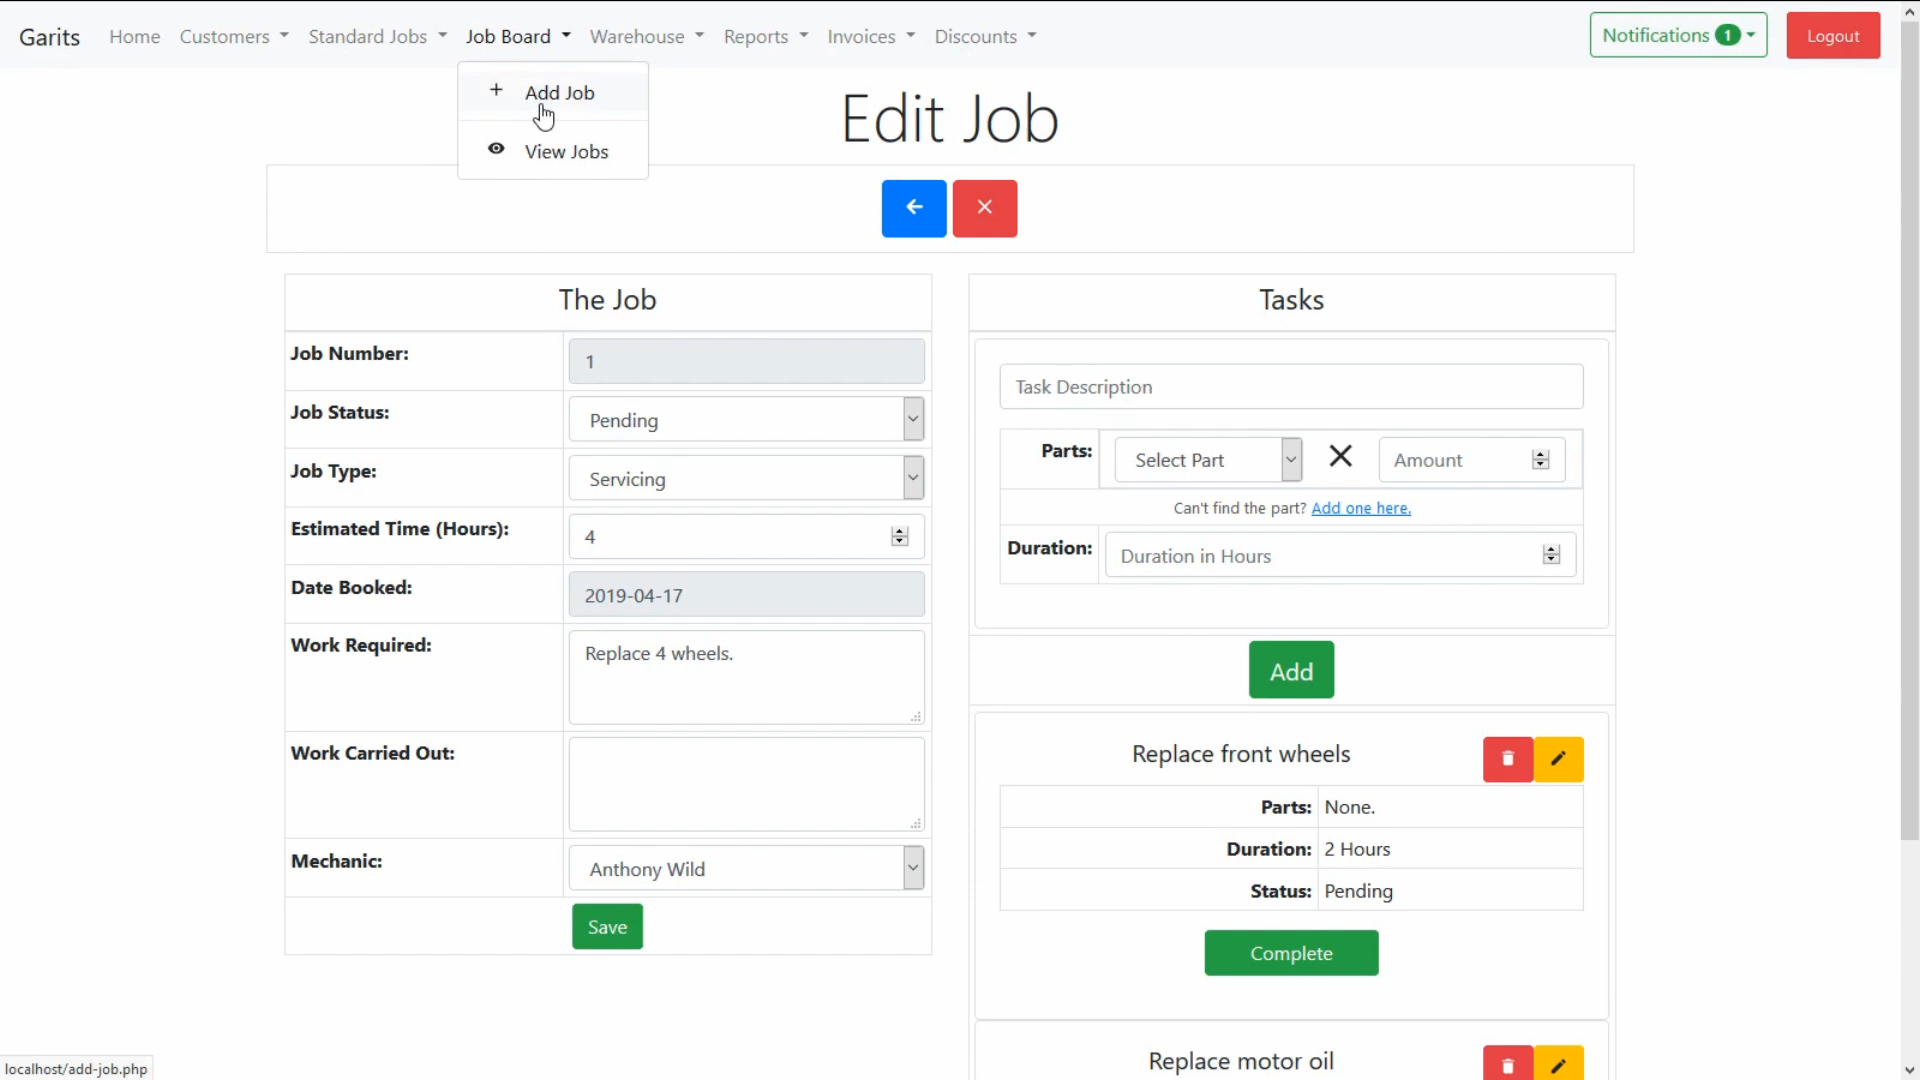 Garits Home Customers Standard Jobs Job Board Warehouse Reports Invoices Discounts Notifications 1 Logout
Add Job
View Jobs
Edit Job
The Job
Job Number: 1
Job Status: Pending
Job Type: Servicing
Estimated Time (Hours): 4
Date Booked: 2019-04-17
Work Required: Replace 4 wheels.
Work Carried Out:
Mechanic: Anthony Wild
Save
Tasks
Task Description
Parts: Select Part Amount
Can't find the part? Add one here.
Duration: Duration in Hours
Add
Replace front wheels
Parts: None.
Duration: 2 Hours
Status: Pending
Complete
Replace motor oil
localhost/add-job.php